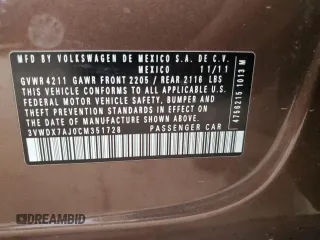 MFD BY VOLKSWAGEN DE MEXICO S.A. DE C.V.
MEXICO 11/11
GVWR 4211 GAWR FRONT 2205 / REAR 2116 LBS
THIS VEHICLE CONFORMS TO ALL APPLICABLE
U.S. FEDERAL MOTOR VEHICLE SAFETY, BUMPER AND
THEFT PREVENTION STANDARDS IN EFFECT ON THE
DATE OF MANUFACTURE SHOWN ABOVE
3VWDX7AJ0CM351728 PASSENGER CAR
4766215 1013 M
DREAMBID